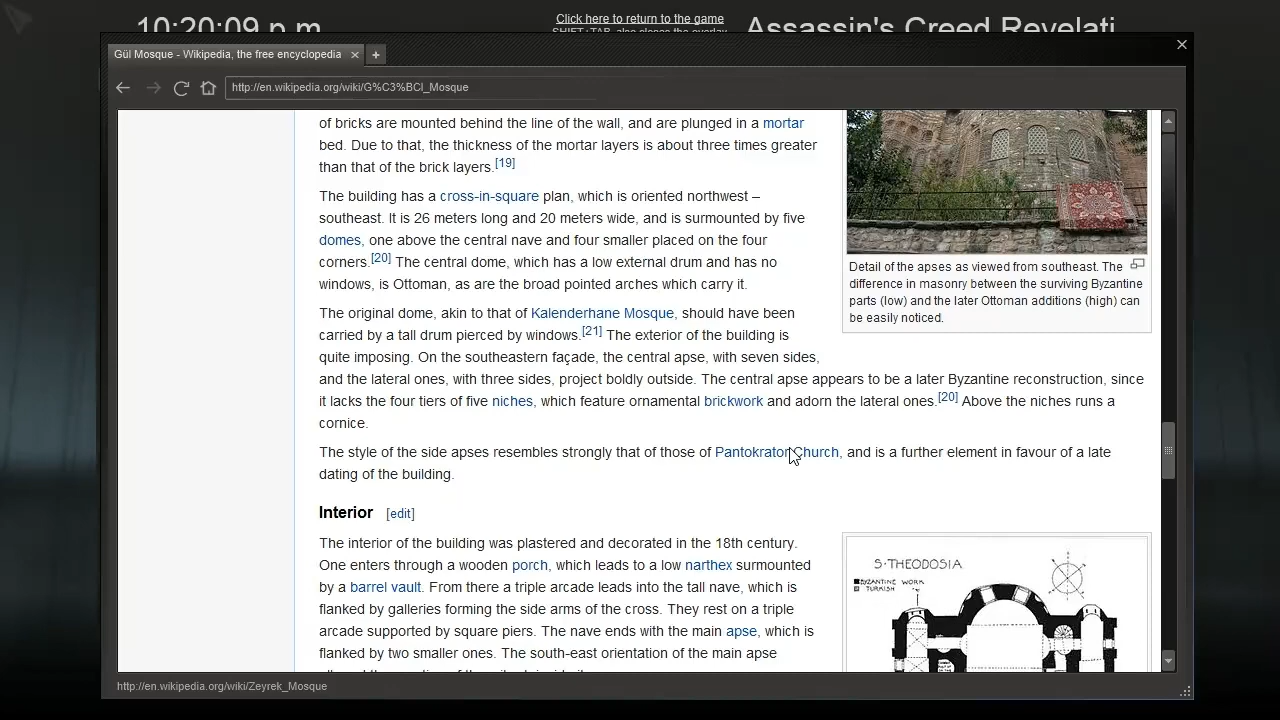 10:20:09 p.m
Click here to return to the game
SHIFT+TAB also closes the overlay
Assassin's Creed Revelati
Gül Mosque - Wikipedia, the free encyclopedia
http://en.wikipedia.org/wiki/G%C3%BCl_Mosque
of bricks are mounted behind the line of the wall, and are plunged in a mortar
bed. Due to that, the thickness of the mortar layers is about three times greater
than that of the brick layers.[19]
The building has a cross-in-square plan, which is oriented northwest –
southeast. It is 26 meters long and 20 meters wide, and is surmounted by five
domes, one above the central nave and four smaller placed on the four
corners.[20] The central dome, which has a low external drum and has no
windows, is Ottoman, as are the broad pointed arches which carry it.
The original dome, akin to that of Kalenderhane Mosque, should have been
carried by a tall drum pierced by windows.[21] The exterior of the building is
quite imposing. On the southeastern façade, the central apse, with seven sides,
and the lateral ones, with three sides, project boldly outside. The central apse appears to be a later Byzantine reconstruction, since
it lacks the four tiers of five niches, which feature ornamental brickwork and adorn the lateral ones.[20] Above the niches runs a
cornice.
The style of the side apses resembles strongly that of those of Pantokrator Church, and is a further element in favour of a late
dating of the building.
Detail of the apses as viewed from southeast. The
difference in masonry between the surviving Byzantine
parts (low) and the later Ottoman additions (high) can
be easily noticed.
Interior [edit]
The interior of the building was plastered and decorated in the 18th century.
One enters through a wooden porch, which leads to a low narthex surmounted
by a barrel vault. From there a triple arcade leads into the tall nave, which is
flanked by galleries forming the side arms of the cross. They rest on a triple
arcade supported by square piers. The nave ends with the main apse, which is
flanked by two smaller ones. The south-east orientation of the main apse
S·THEODOSIA
BYZANTINE WORK
TURKISH
http://en.wikipedia.org/wiki/Zeyrek_Mosque